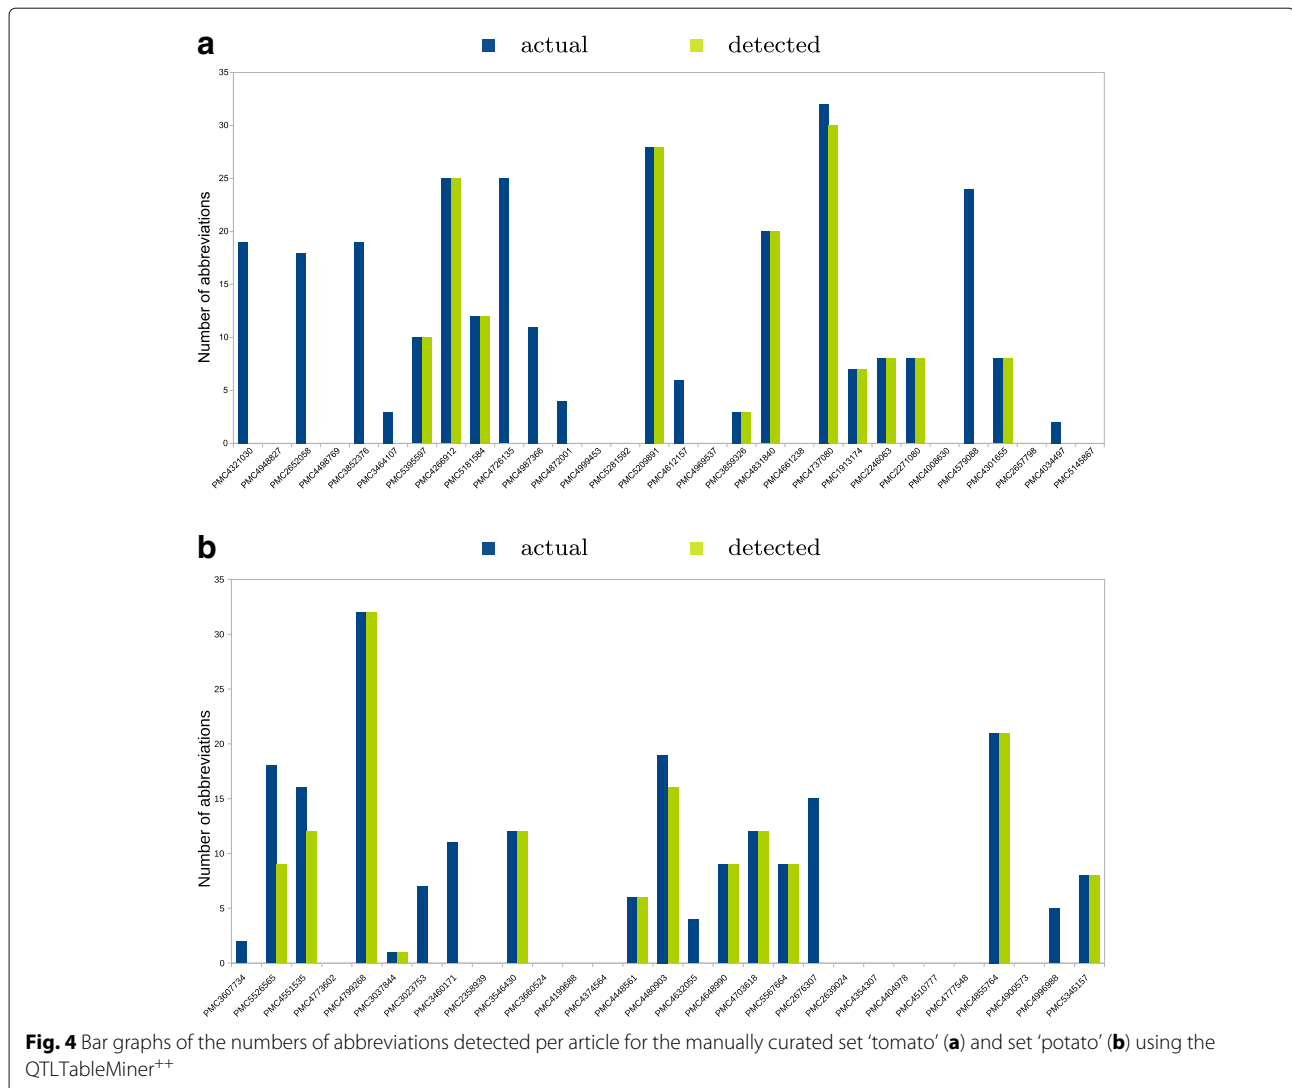 a
actual detected
Number of abbreviations
35
30
25
20
15
10
5
0
PMC4321030
PMC4948827
PMC2652058
PMC4498769
PMC3852376
PMC3464107
PMC5395597
PMC4266912
PMC5181584
PMC4726135
PMC4987366
PMC4872001
PMC4999453
PMC5281592
PMC5209891
PMC4612157
PMC4969537
PMC3859326
PMC4831840
PMC4661238
PMC4737080
PMC1913174
PMC2246063
PMC2271080
PMC4008630
PMC4579088
PMC4301655
PMC2657798
PMC4034497
PMC5145867
b
actual detected
Number of abbreviations
35
30
25
20
15
10
5
0
PMC3607734
PMC5526565
PMC4551535
PMC4773602
PMC4799268
PMC3037844
PMC3023753
PMC3460171
PMC2358939
PMC3546430
PMC3660524
PMC4199688
PMC4374564
PMC4448561
PMC4480903
PMC4632055
PMC4648990
PMC4703618
PMC5567664
PMC2676307
PMC2639024
PMC4354307
PMC4404978
PMC4510777
PMC4775548
PMC4855764
PMC4900573
PMC4996988
PMC5345157
Fig. 4 Bar graphs of the numbers of abbreviations detected per article for the manually curated set ‘tomato’ (a) and set ‘potato’ (b) using the
QTLTableMiner++